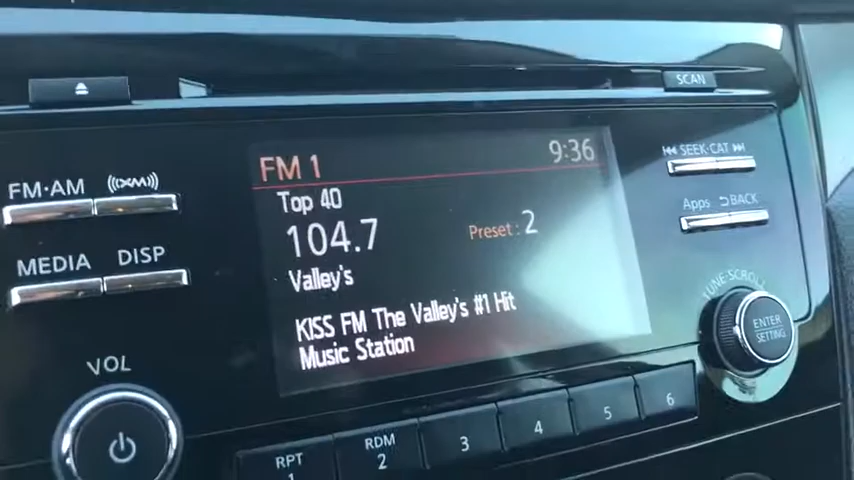 SCAN
FM·AM
((XM))
MEDIA
DISP
VOL
FM 1
9:36
Top 40
104.7
Preset : 2
Valley's
KISS FM The Valley's #1 Hit
Music Station
SEEK·CAT
Apps
BACK
TUNE·SCROLL
ENTER
SETTING
RPT
1
RDM
2
3
4
5
6